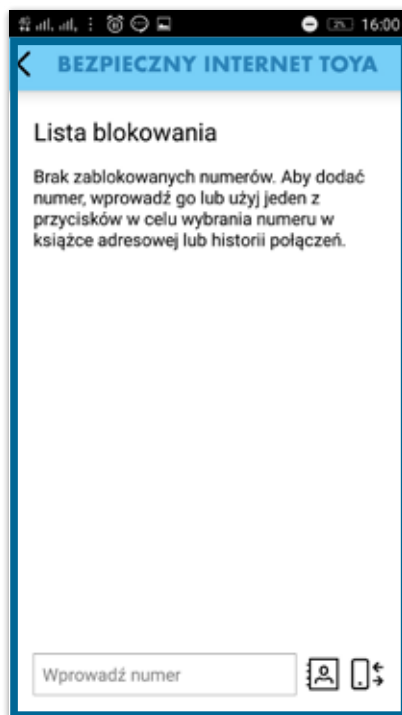 16:00
BEZPIECZNY INTERNET TOYA
Lista blokowania
Brak zablokowanych numerów. Aby dodać
numer, wprowadź go lub użyj jeden z
przycisków w celu wybrania numeru w
książce adresowej lub historii połączeń.
Wprowadź numer